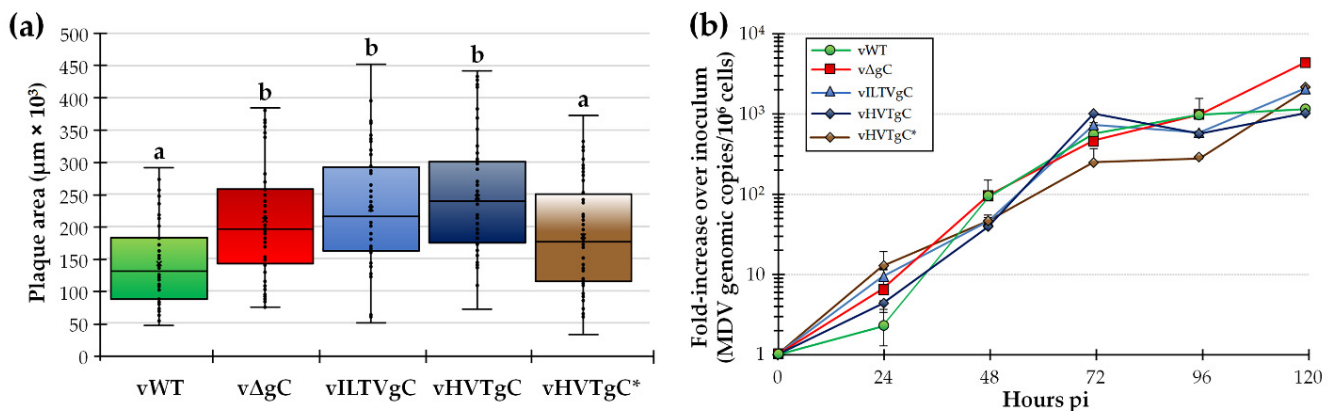 (a)
Plaque area (µm × 10³)
500
450
400
350
300
250
200
150
100
50
0
a
b
b
b
a
vWT
vΔgC
vILTVgC
vHVTgC
vHVTgC*
(b)
Fold-increase over inoculum
(MDV genomic copies/10⁶ cells)
10⁴
10³
10²
10
1
vWT
vΔgC
vILTVgC
vHVTgC
vHVTgC*
0
24
48
72
96
120
Hours pi